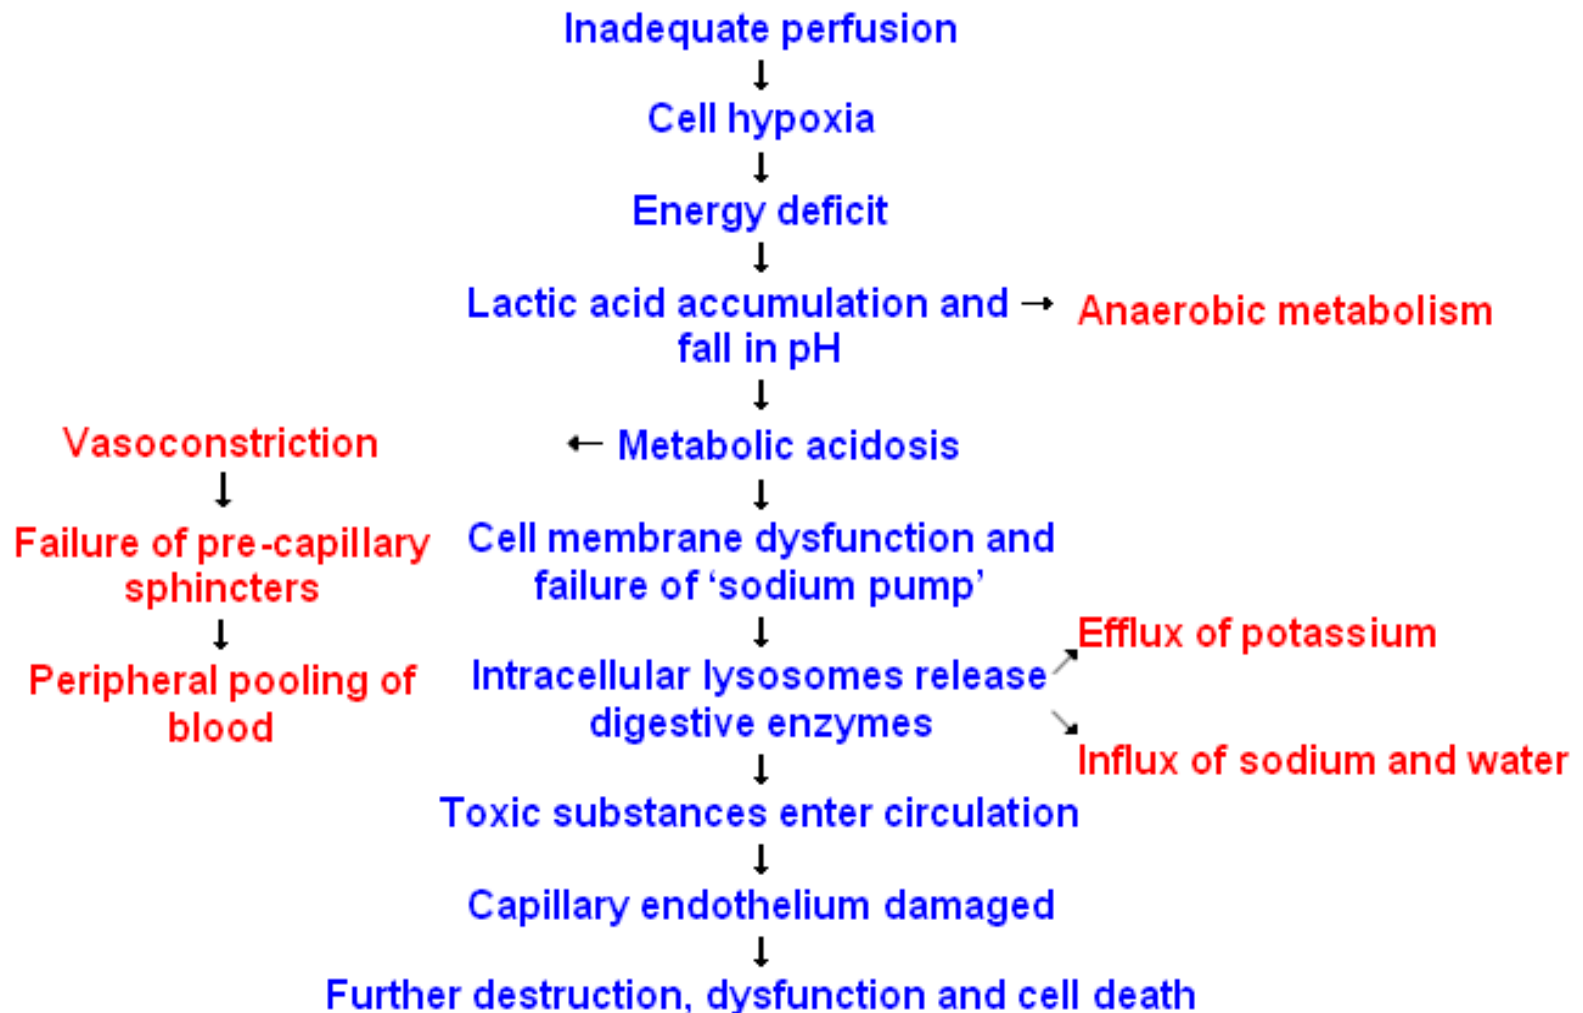 Inadequate perfusion
Cell hypoxia
Energy deficit
Lactic acid accumulation and
fall in pH
Anaerobic metabolism
Metabolic acidosis
Vasoconstriction
Failure of pre-capillary
sphincters
Peripheral pooling of
blood
Cell membrane dysfunction and
failure of ‘sodium pump’
Intracellular lysosomes release
digestive enzymes
Efflux of potassium
Influx of sodium and water
Toxic substances enter circulation
Capillary endothelium damaged
Further destruction, dysfunction and cell death